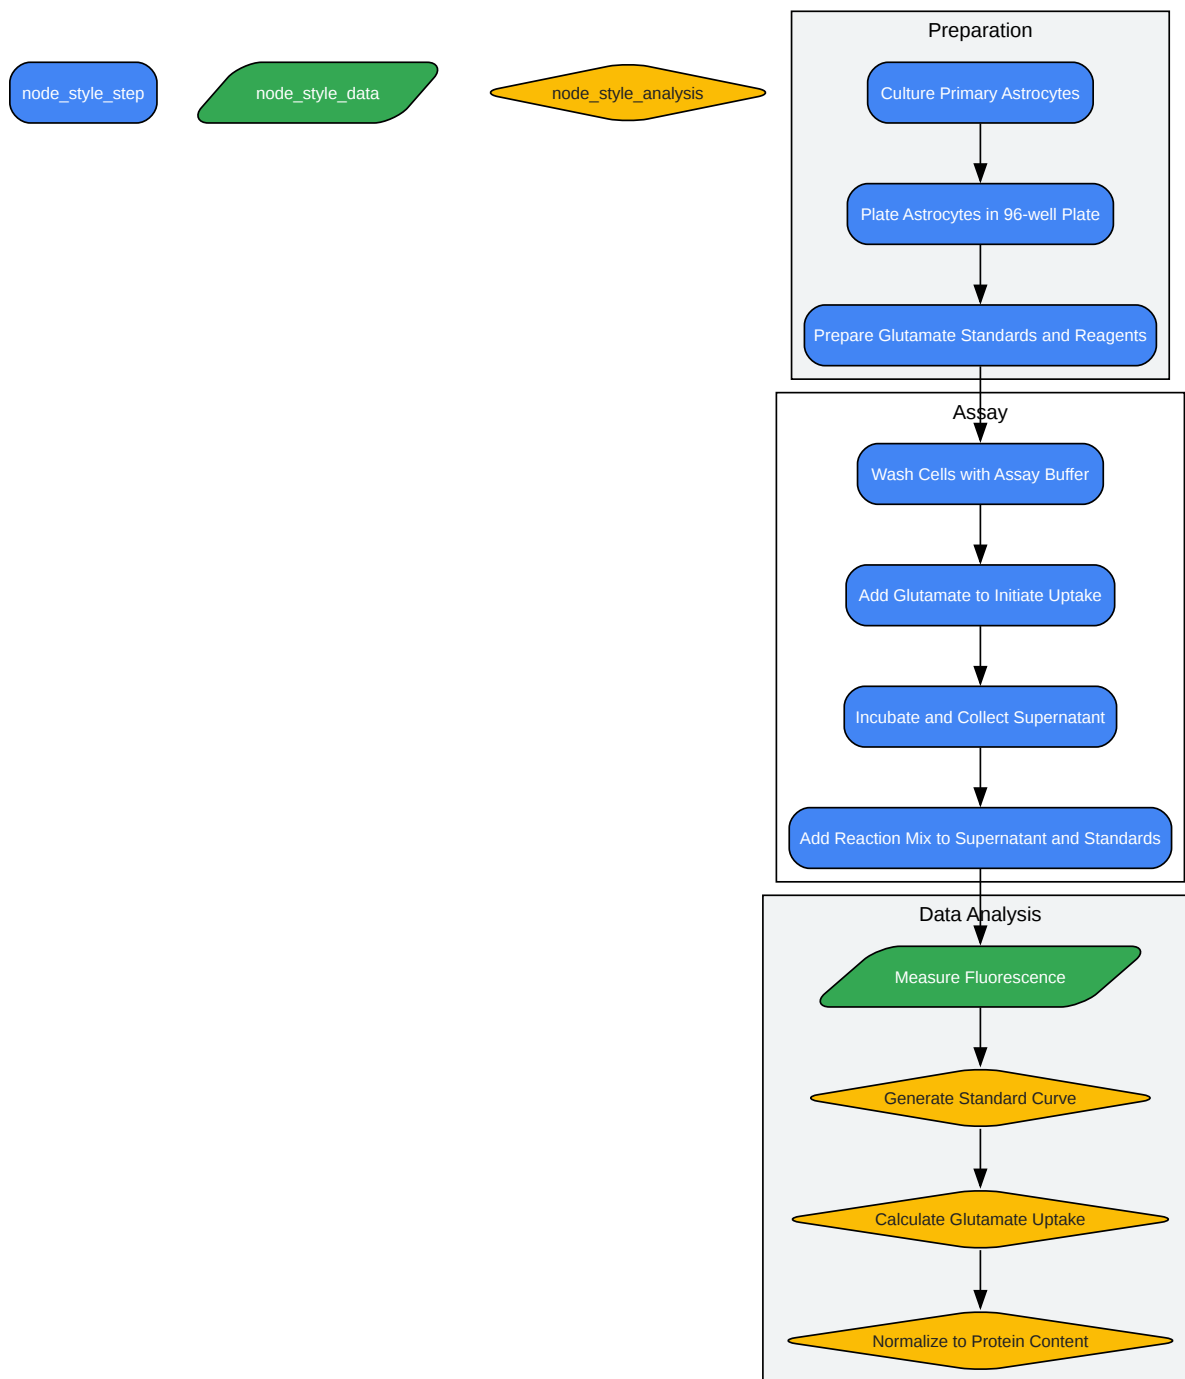 Preparation
node_style_step
node_style_data
node_style_analysis
Culture Primary Astrocytes
Plate Astrocytes in 96-well Plate
Prepare Glutamate Standards and Reagents
Assay
Wash Cells with Assay Buffer
Add Glutamate to Initiate Uptake
Incubate and Collect Supernatant
Add Reaction Mix to Supernatant and Standards
Data Analysis
Measure Fluorescence
Generate Standard Curve
Calculate Glutamate Uptake
Normalize to Protein Content